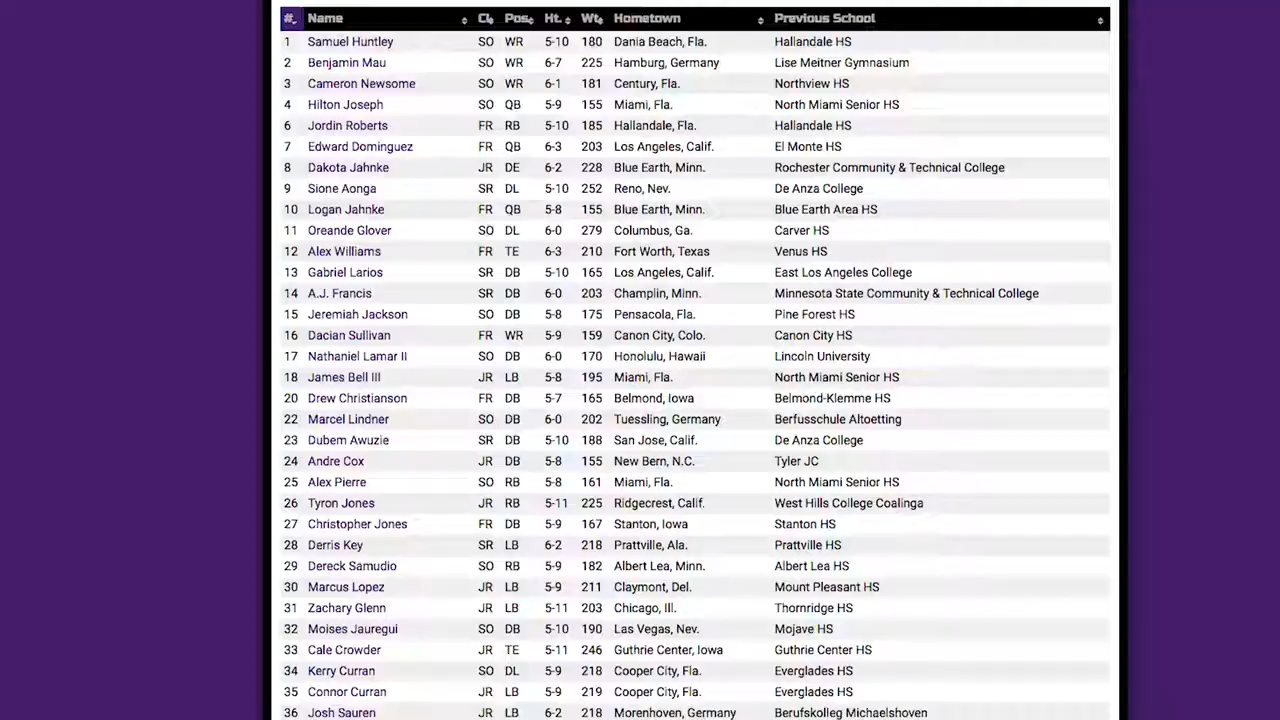 #. Name Cl. Pos. Ht. Wt. Hometown Previous School
1 Samuel Huntley SO WR 5-10 180 Dania Beach, Fla. Hallandale HS
2 Benjamin Mau SO WR 6-7 225 Hamburg, Germany Lise Meitner Gymnasium
3 Cameron Newsome SO WR 6-1 181 Century, Fla. Northview HS
4 Hilton Joseph SO QB 5-9 155 Miami, Fla. North Miami Senior HS
6 Jordin Roberts FR RB 5-10 185 Hallandale, Fla. Hallandale HS
7 Edward Dominguez FR QB 6-3 203 Los Angeles, Calif. El Monte HS
8 Dakota Jahnke JR DE 6-2 228 Blue Earth, Minn. Rochester Community & Technical College
9 Sione Aonga SR DL 5-10 252 Reno, Nev. De Anza College
10 Logan Jahnke FR QB 5-8 155 Blue Earth, Minn. Blue Earth Area HS
11 Oreande Glover SO DL 6-0 279 Columbus, Ga. Carver HS
12 Alex Williams FR TE 6-3 210 Fort Worth, Texas Venus HS
13 Gabriel Larios SR DB 5-10 165 Los Angeles, Calif. East Los Angeles College
14 A.J. Francis SR DB 6-0 203 Champlin, Minn. Minnesota State Community & Technical College
15 Jeremiah Jackson SO DB 5-8 175 Pensacola, Fla. Pine Forest HS
16 Dacian Sullivan FR WR 5-9 159 Canon City, Colo. Canon City HS
17 Nathaniel Lamar II SO DB 6-0 170 Honolulu, Hawaii Lincoln University
18 James Bell III JR LB 5-8 195 Miami, Fla. North Miami Senior HS
20 Drew Christianson FR DB 5-7 165 Belmond, Iowa Belmond-Klemme HS
22 Marcel Lindner SO DB 6-0 202 Tuessling, Germany Berfusschule Altoetting
23 Dubem Awuzie SR DB 5-10 188 San Jose, Calif. De Anza College
24 Andre Cox JR DB 5-8 155 New Bern, N.C. Tyler JC
25 Alex Pierre SO RB 5-8 161 Miami, Fla. North Miami Senior HS
26 Tyron Jones JR RB 5-11 225 Ridgecrest, Calif. West Hills College Coalinga
27 Christopher Jones FR DB 5-9 167 Stanton, Iowa Stanton HS
28 Derris Key SR LB 6-2 218 Prattville, Ala. Prattville HS
29 Dereck Samudio SO RB 5-9 182 Albert Lea, Minn. Albert Lea HS
30 Marcus Lopez JR LB 5-9 211 Claymont, Del. Mount Pleasant HS
31 Zachary Glenn JR LB 5-11 203 Chicago, Ill. Thornridge HS
32 Moises Jauregui SO DB 5-10 190 Las Vegas, Nev. Mojave HS
33 Cale Crowder JR TE 5-11 246 Guthrie Center, Iowa Guthrie Center HS
34 Kerry Curran SO DL 5-9 218 Cooper City, Fla. Everglades HS
35 Connor Curran JR LB 5-9 219 Cooper City, Fla. Everglades HS
36 Josh Sauren JR LB 6-2 218 Morenhoven, Germany Berufskolleg Michaelshoven